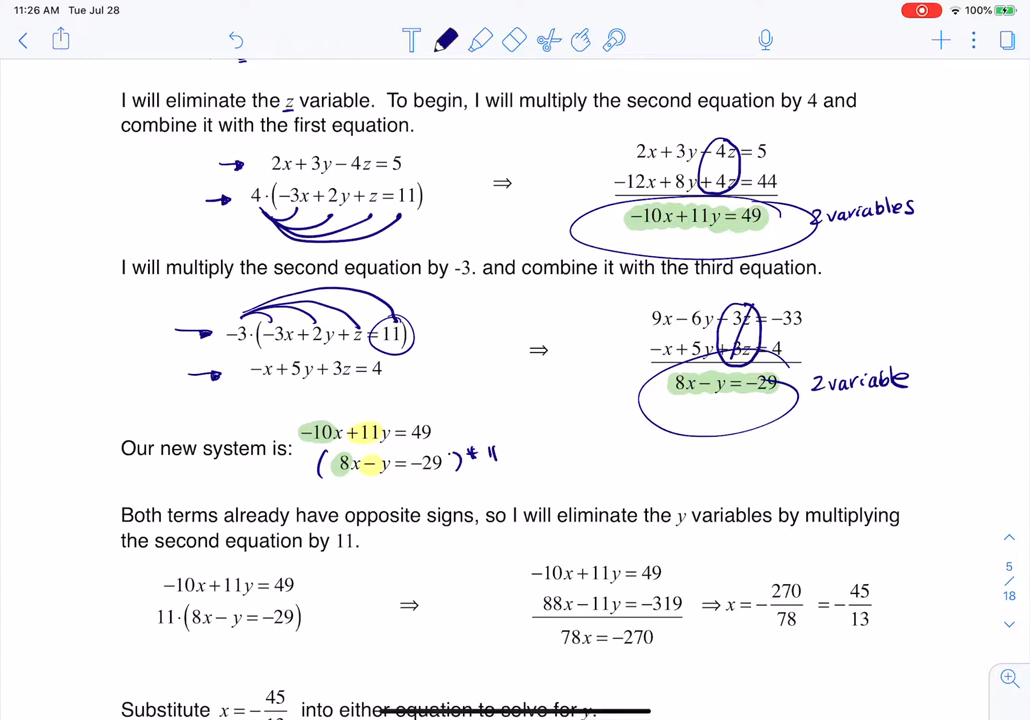 11:26 AM Tue Jul 28 100%
T
I will eliminate the z variable. To begin, I will multiply the second equation by 4 and
combine it with the first equation.
2x + 3y − 4z = 5
4·(−3x + 2y + z = 11)
⇒
2x + 3y − 4z = 5
−12x + 8y + 4z = 44
−10x + 11y = 49
2 variables
I will multiply the second equation by -3. and combine it with the third equation.
−3·(−3x + 2y + z = 11)
−x + 5y + 3z = 4
⇒
9x − 6y − 3z = −33
−x + 5y + 3z = 4
8x − y = −29
2 variable
Our new system is:
−10x + 11y = 49
(8x − y = −29) * 11
Both terms already have opposite signs, so I will eliminate the y variables by multiplying
the second equation by 11.
−10x + 11y = 49
11·(8x − y = −29)
⇒
−10x + 11y = 49
88x − 11y = −319
78x = −270
⇒ x = −270/78 = −45/13
5
/
18
Substitute x = −45/ into either equation to solve for y.